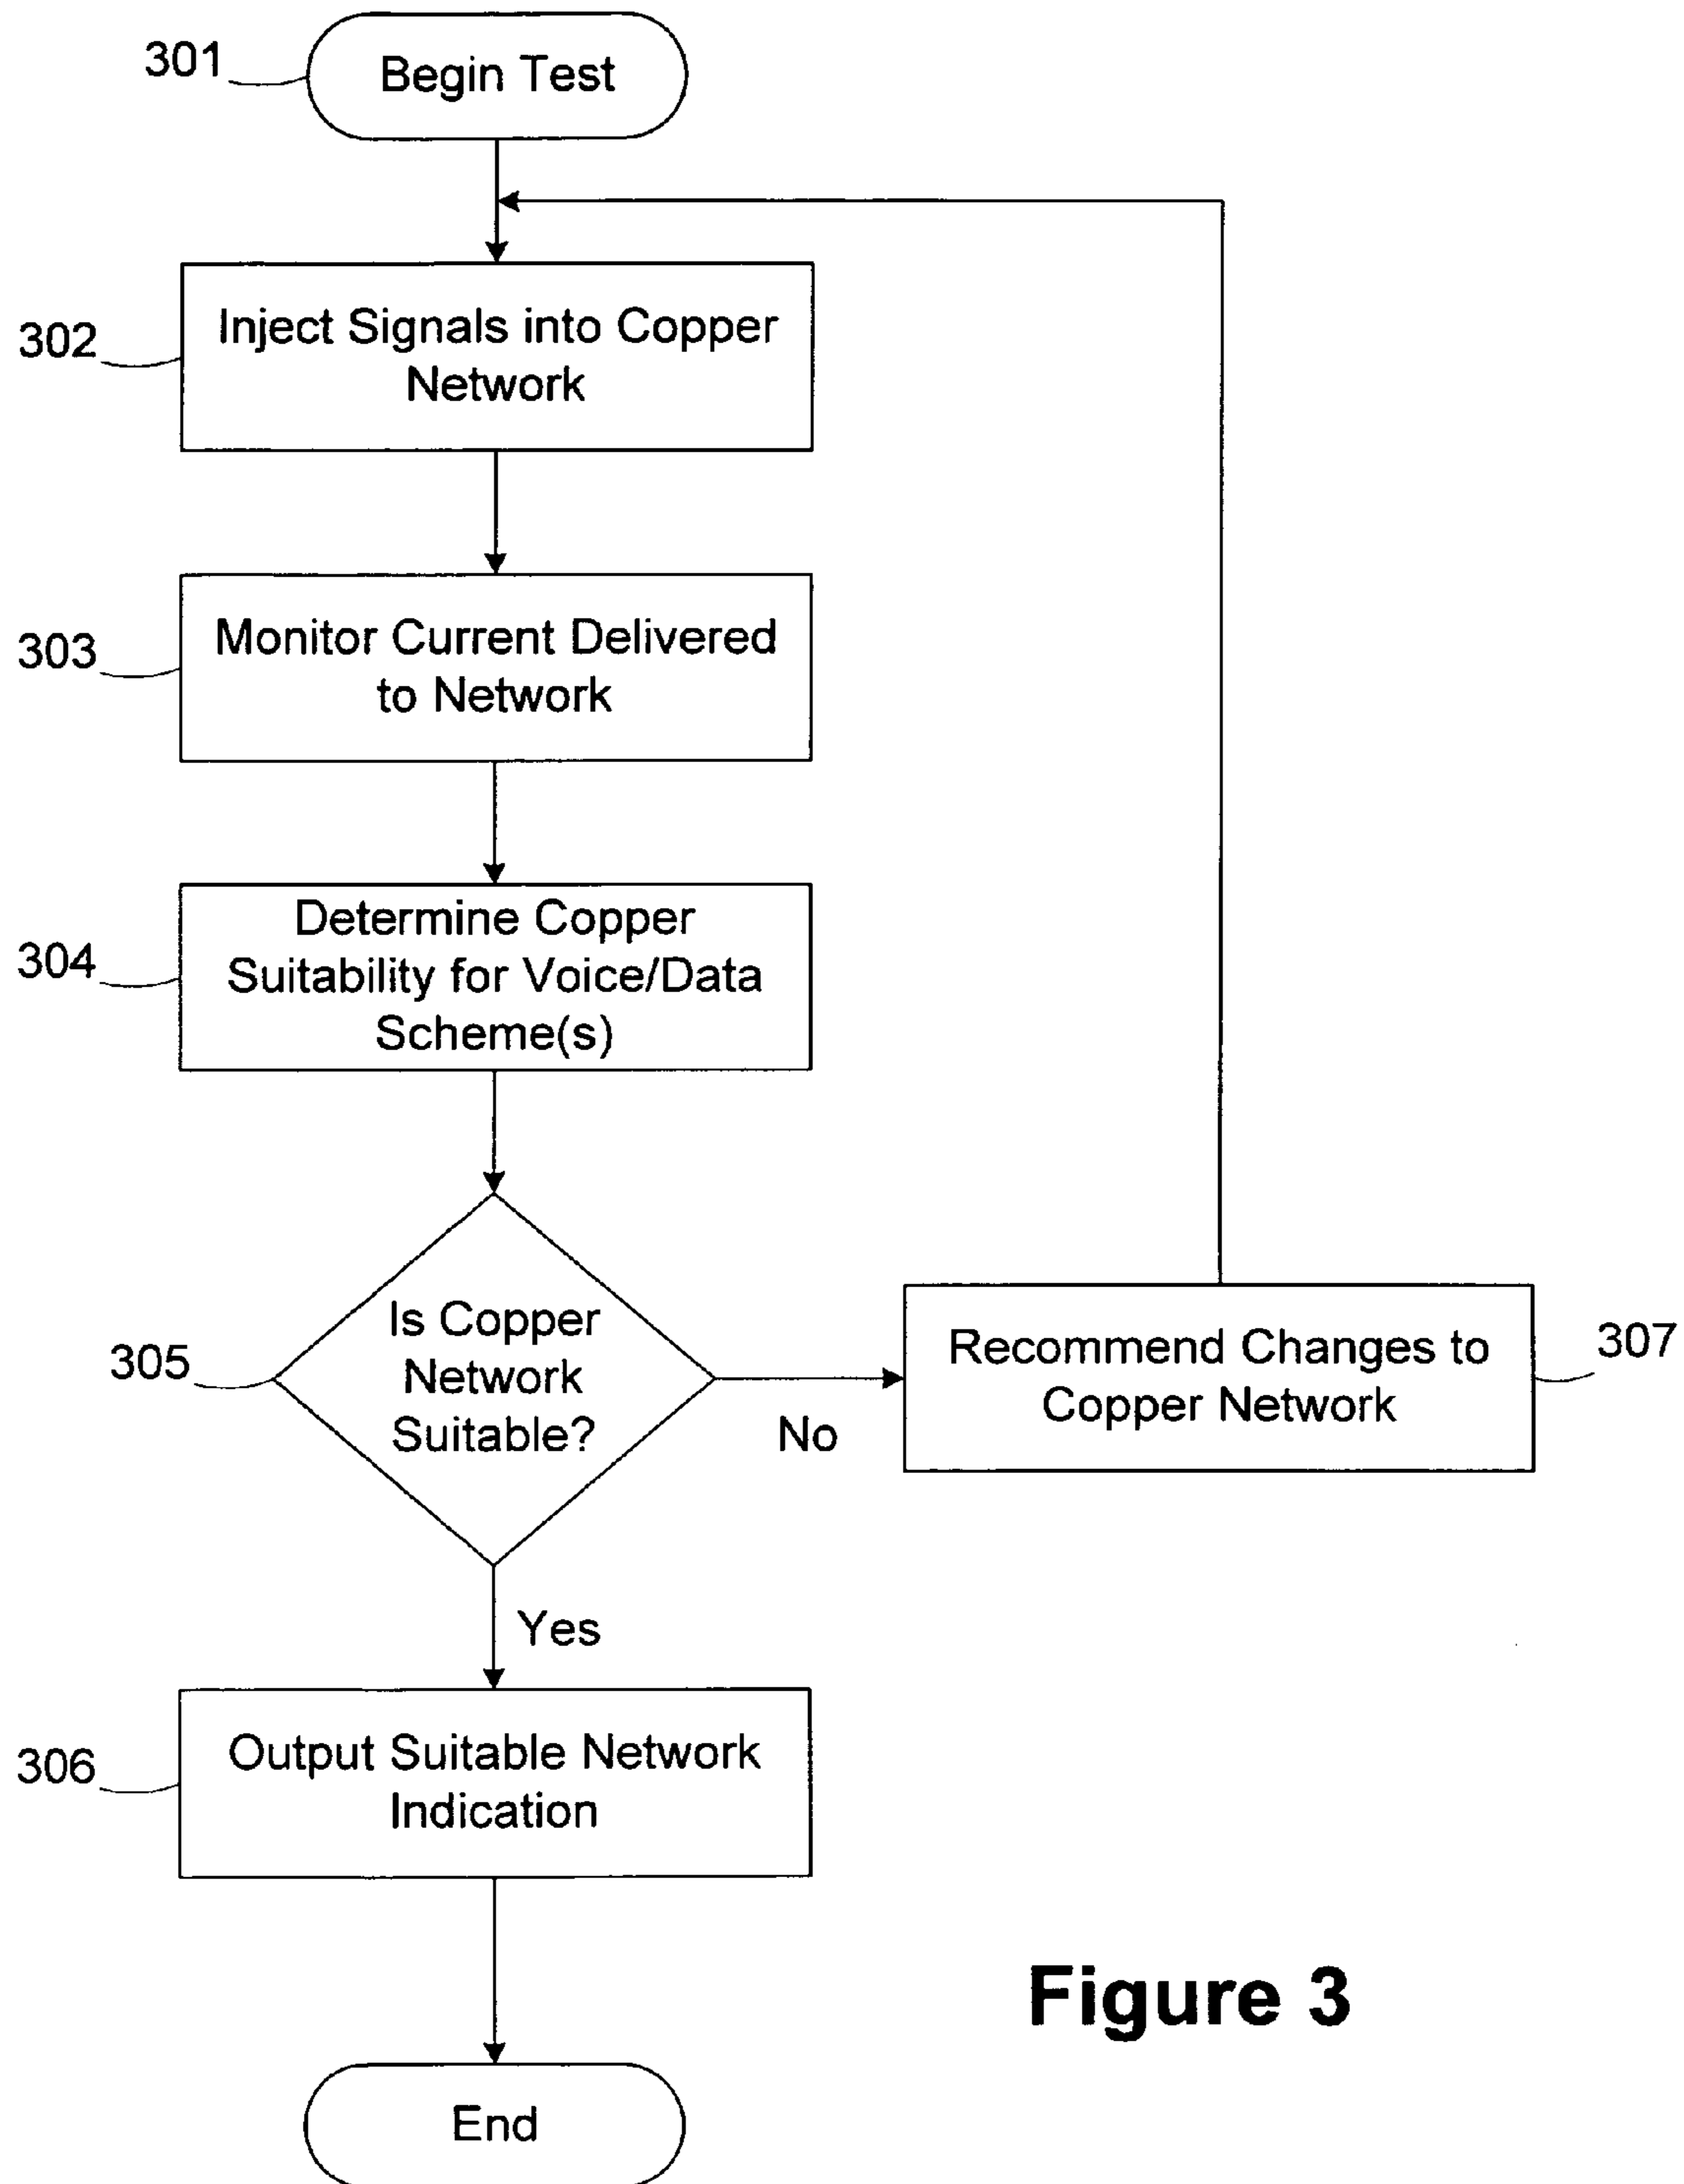 301
Begin Test
302
Inject Signals into Copper
Network
303
Monitor Current Delivered
to Network
304
Determine Copper
Suitability for Voice/Data
Scheme(s)
305
Is Copper
Network
Suitable?
No
Recommend Changes to
Copper Network
307
Yes
306
Output Suitable Network
Indication
Figure 3
End